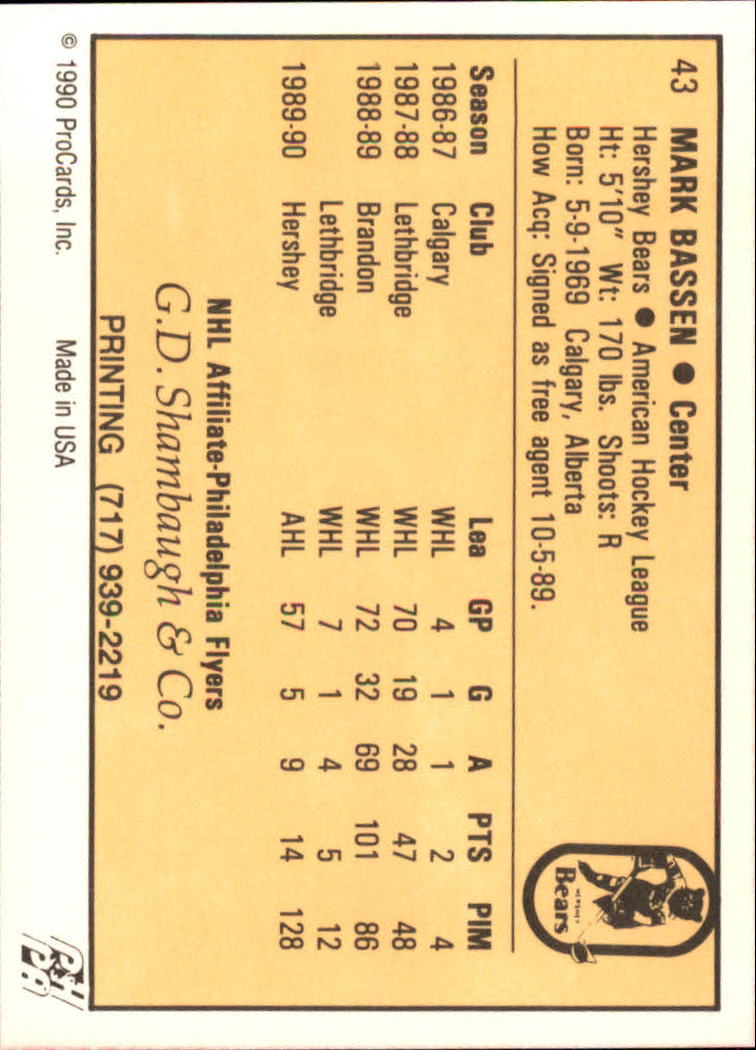 43 MARK BASSEN ● Center
Hershey Bears ● American Hockey League
Ht: 5'10" Wt: 170 lbs. Shoots: R
Born: 5-9-1969 Calgary, Alberta
How Acq: Signed as free agent 10-5-89.
HERSHEY
Bears
Season Club Lea GP G A PTS PIM
1986-87 Calgary WHL 4 1 1 2 4
1987-88 Lethbridge WHL 70 19 28 47 48
1988-89 Brandon WHL 72 32 69 101 86
Lethbridge WHL 7 1 4 5 12
1989-90 Hershey AHL 57 5 9 14 128
NHL Affiliate-Philadelphia Flyers
G.D. Shambaugh & Co.
PRINTING (717) 939-2219
© 1990 ProCards, Inc. Made in USA